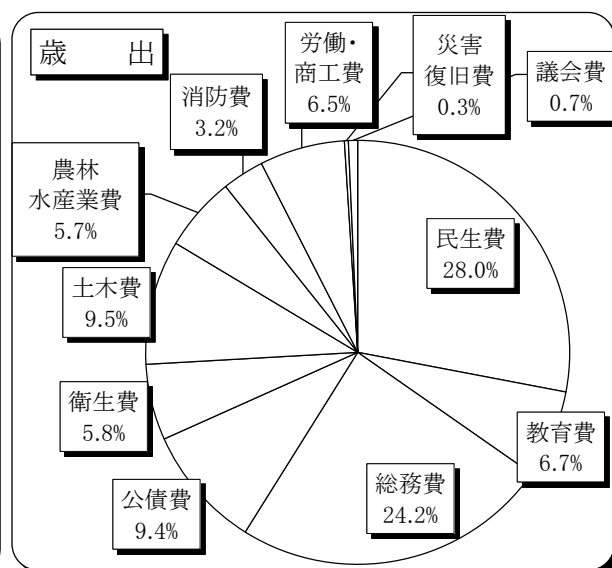 歳　　出
労働・
商工費
6.5%
災害
復旧費
0.3%
議会費
0.7%
消防費
3.2%
農林
水産業費
5.7%
民生費
28.0%
土木費
9.5%
衛生費
5.8%
教育費
6.7%
公債費
9.4%
総務費
24.2%